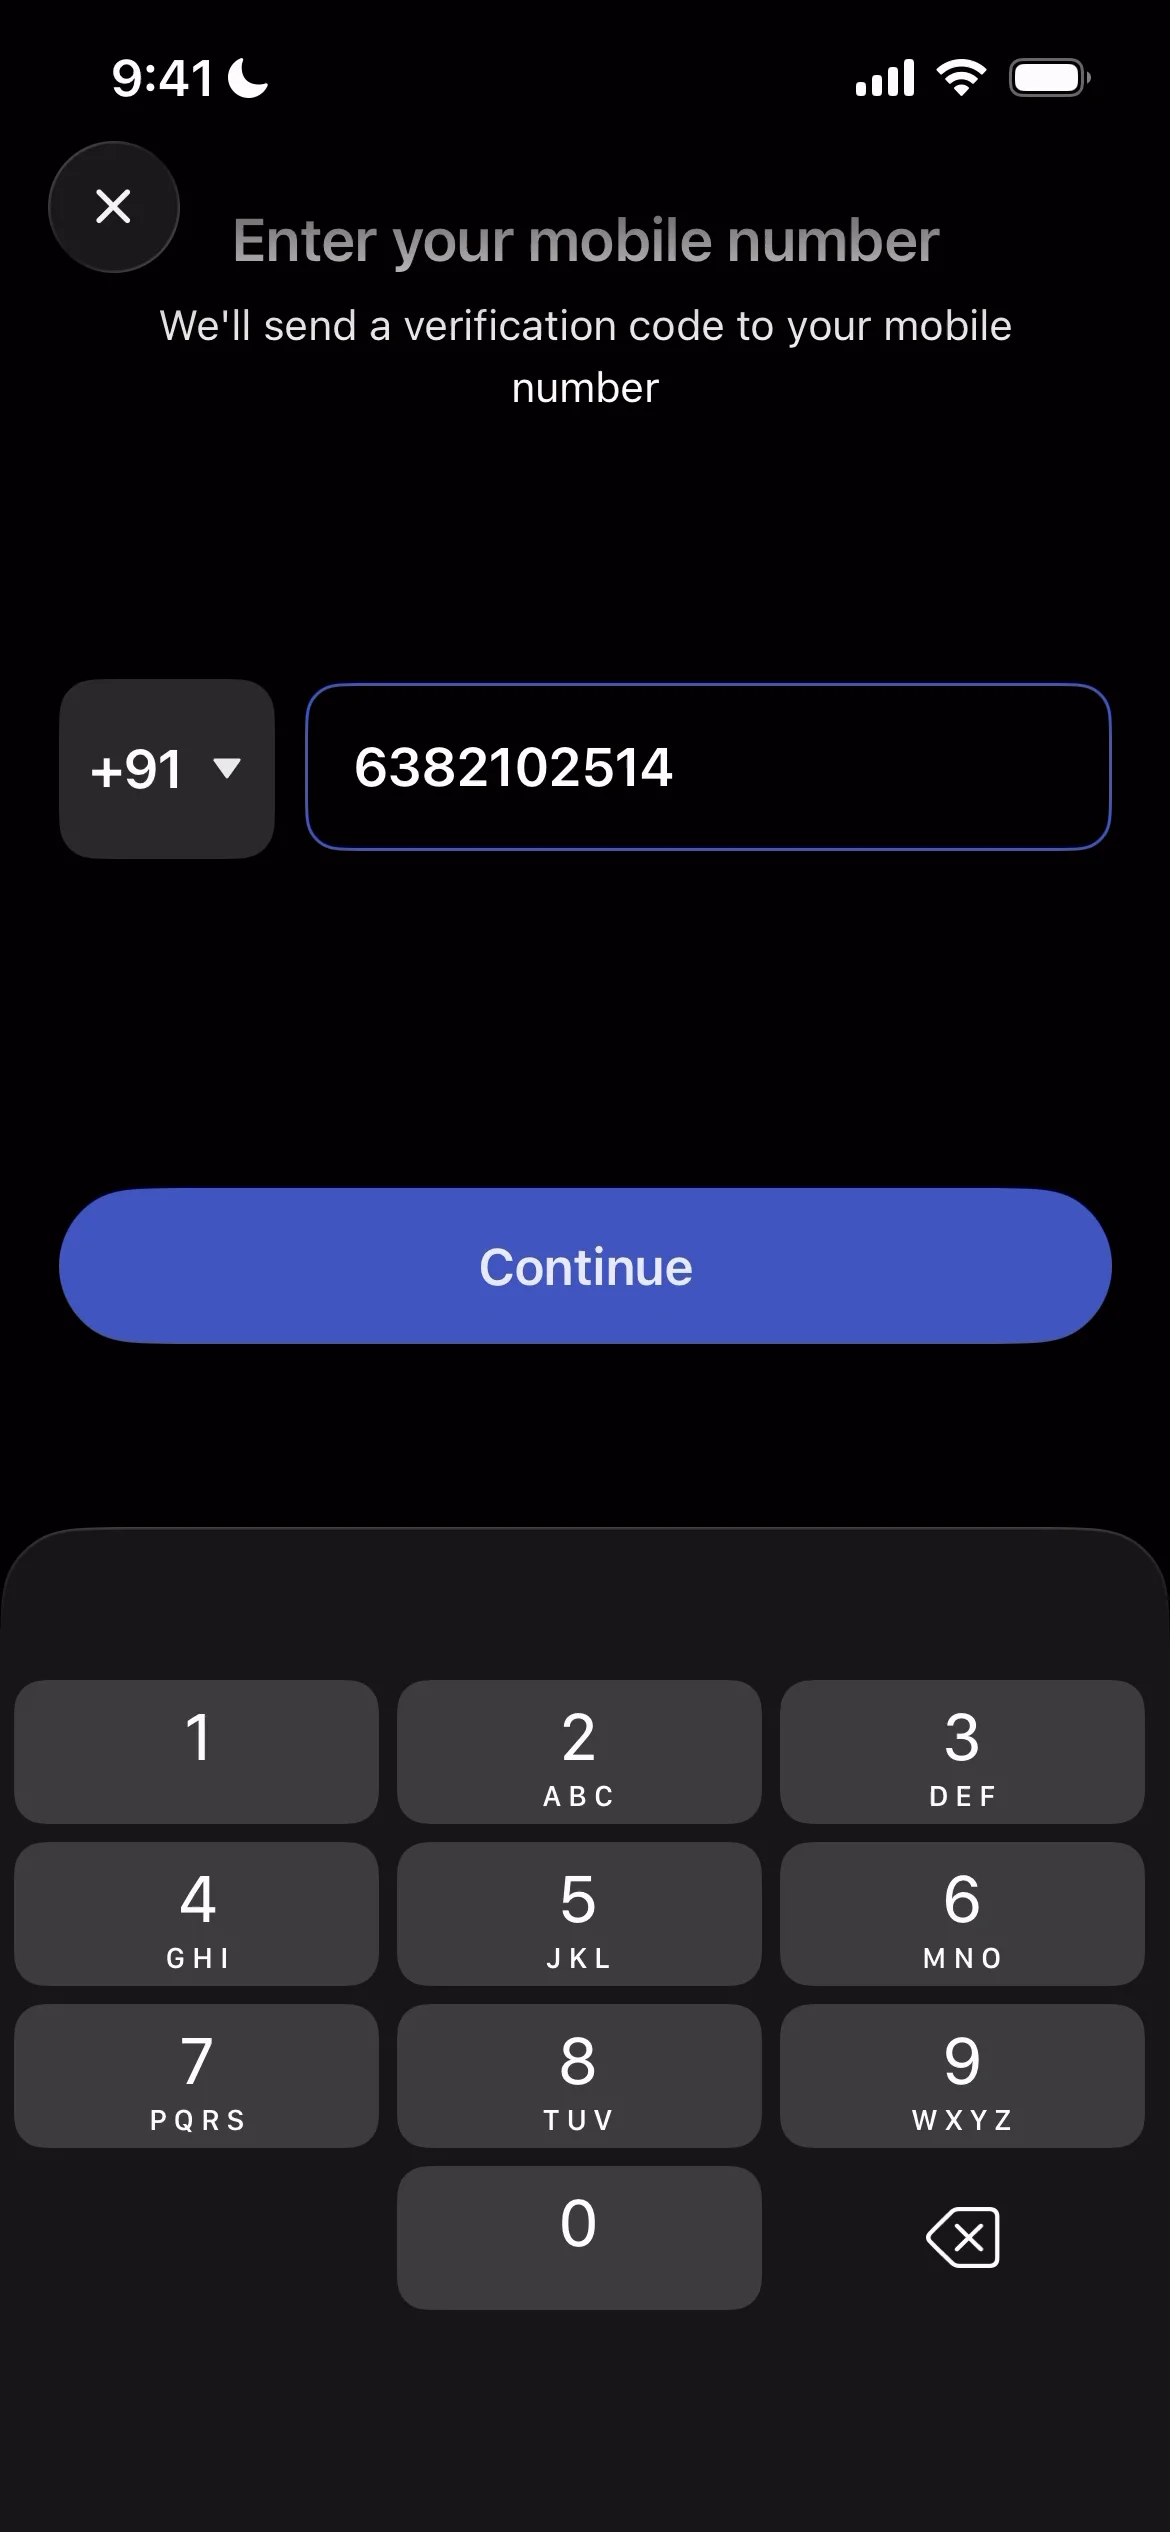 9:41
Enter your mobile number
We'll send a verification code to your mobile
number
+91
6382102514
Continue
1
2
ABC
3
DEF
4
GHI
5
JKL
6
MNO
7
PQRS
8
TUV
9
WXYZ
0